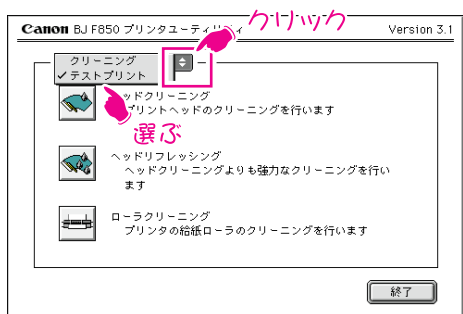 Canon BJ F850 プリンタユーティリティ
Version 3.1
クリック
クリーニング
✓テストプリント
選ぶ
ヘッドクリーニング
プリントヘッドのクリーニングを行います
ヘッドリフレッシング
ヘッドクリーニングよりも強力なクリーニングを行い
ます
ローラクリーニング
プリンタの給紙ローラのクリーニングを行います
終了